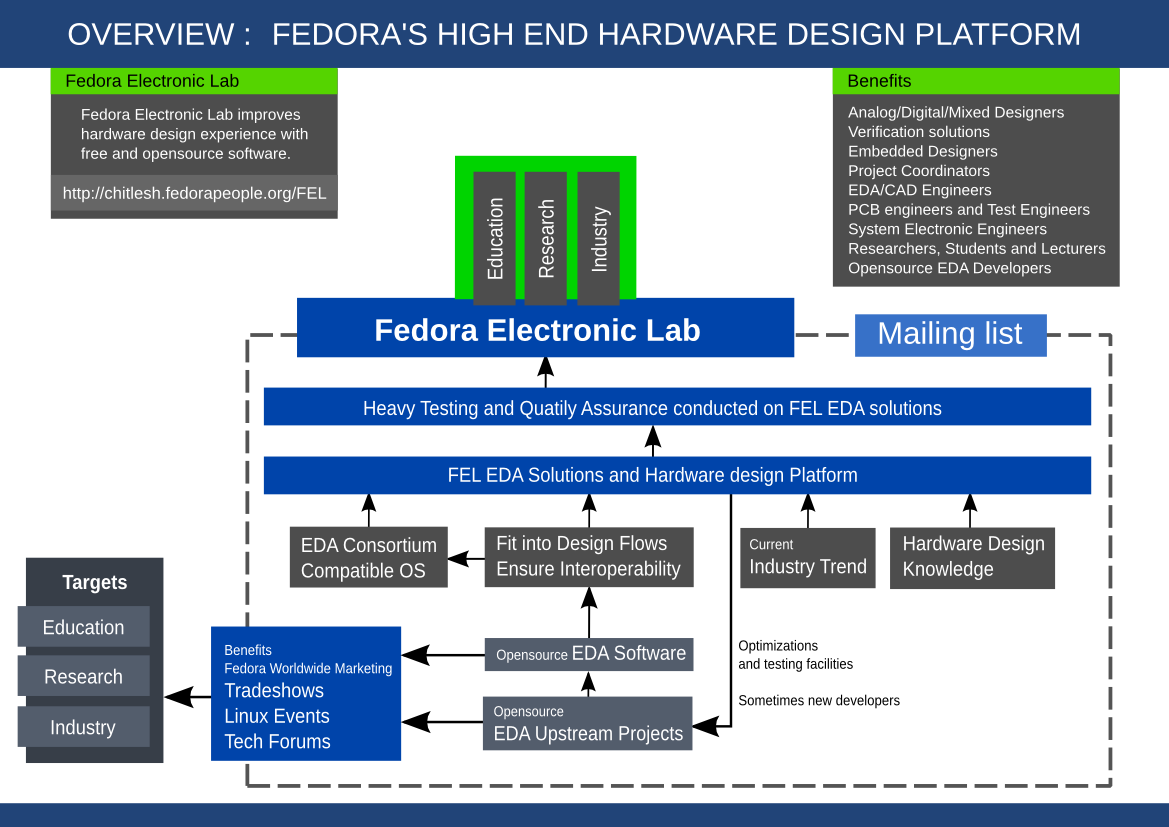 OVERVIEW :  FEDORA'S HIGH END HARDWARE DESIGN PLATFORM
Fedora Electronic Lab
Fedora Electronic Lab improves
hardware design experience with
free and opensource software.
http://chitlesh.fedorapeople.org/FEL
Benefits
Analog/Digital/Mixed Designers
Verification solutions
Embedded Designers
Project Coordinators
EDA/CAD Engineers
PCB engineers and Test Engineers
System Electronic Engineers
Researchers, Students and Lecturers
Opensource EDA Developers
Education
Research
Industry
Fedora Electronic Lab
Mailing list
Heavy Testing and Quatily Assurance conducted on FEL EDA solutions
FEL EDA Solutions and Hardware design Platform
EDA Consortium
Compatible OS
Fit into Design Flows
Ensure Interoperability
Current
Industry Trend
Hardware Design
Knowledge
Targets
Education
Research
Industry
Benefits
Fedora Worldwide Marketing
Tradeshows
Linux Events
Tech Forums
Opensource EDA Software
Opensource
EDA Upstream Projects
Optimizations
and testing facilities
Sometimes new developers